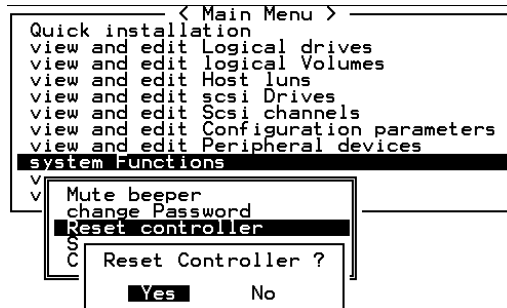 < Main Menu >
Quick installation
view and edit Logical drives
view and edit logical Volumes
view and edit Host luns
view and edit scsi Drives
view and edit Scsi channels
view and edit Configuration parameters
view and edit Peripheral devices
system Functions
v
v
Mute beeper
change Password
Reset controller
S
C
Reset Controller ?
Yes No